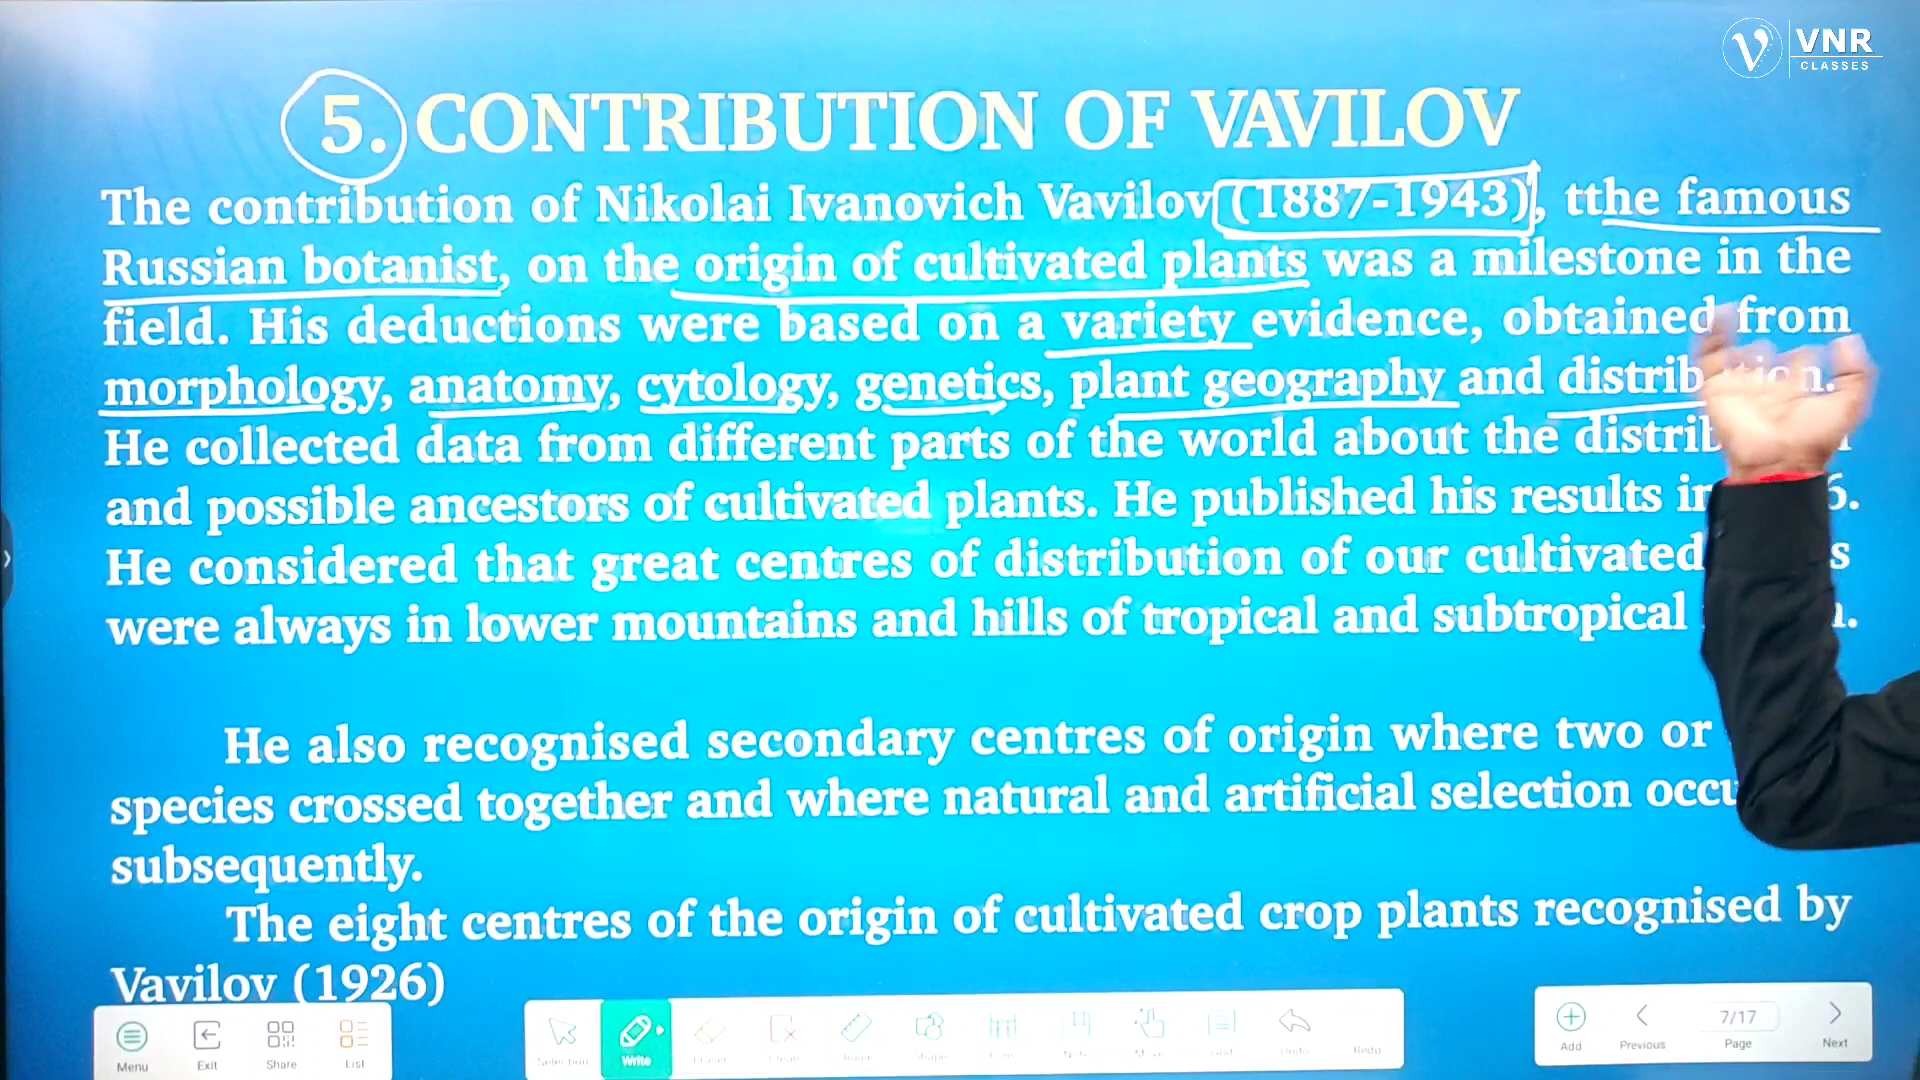 VNR
CLASSES
5. CONTRIBUTION OF VAVILOV
The contribution of Nikolai Ivanovich Vavilov (1887-1943), tthe famous
Russian botanist, on the origin of cultivated plants was a milestone in the
field. His deductions were based on a variety evidence, obtained from
morphology, anatomy, cytology, genetics, plant geography and distribution.
He collected data from different parts of the world about the
and possible ancestors of cultivated plants. He published his results in
He considered that great centres of distribution of our cultivated
were always in lower mountains and hills of tropical and subtropical
He also recognised secondary centres of origin where two or
species crossed together and where natural and artificial selection
subsequently.
The eight centres of the origin of cultivated crop plants recognised by
Vavilov (1926)
Menu Exit Share List Selection Write Undo Redo Add Previous 7/17 Page Next